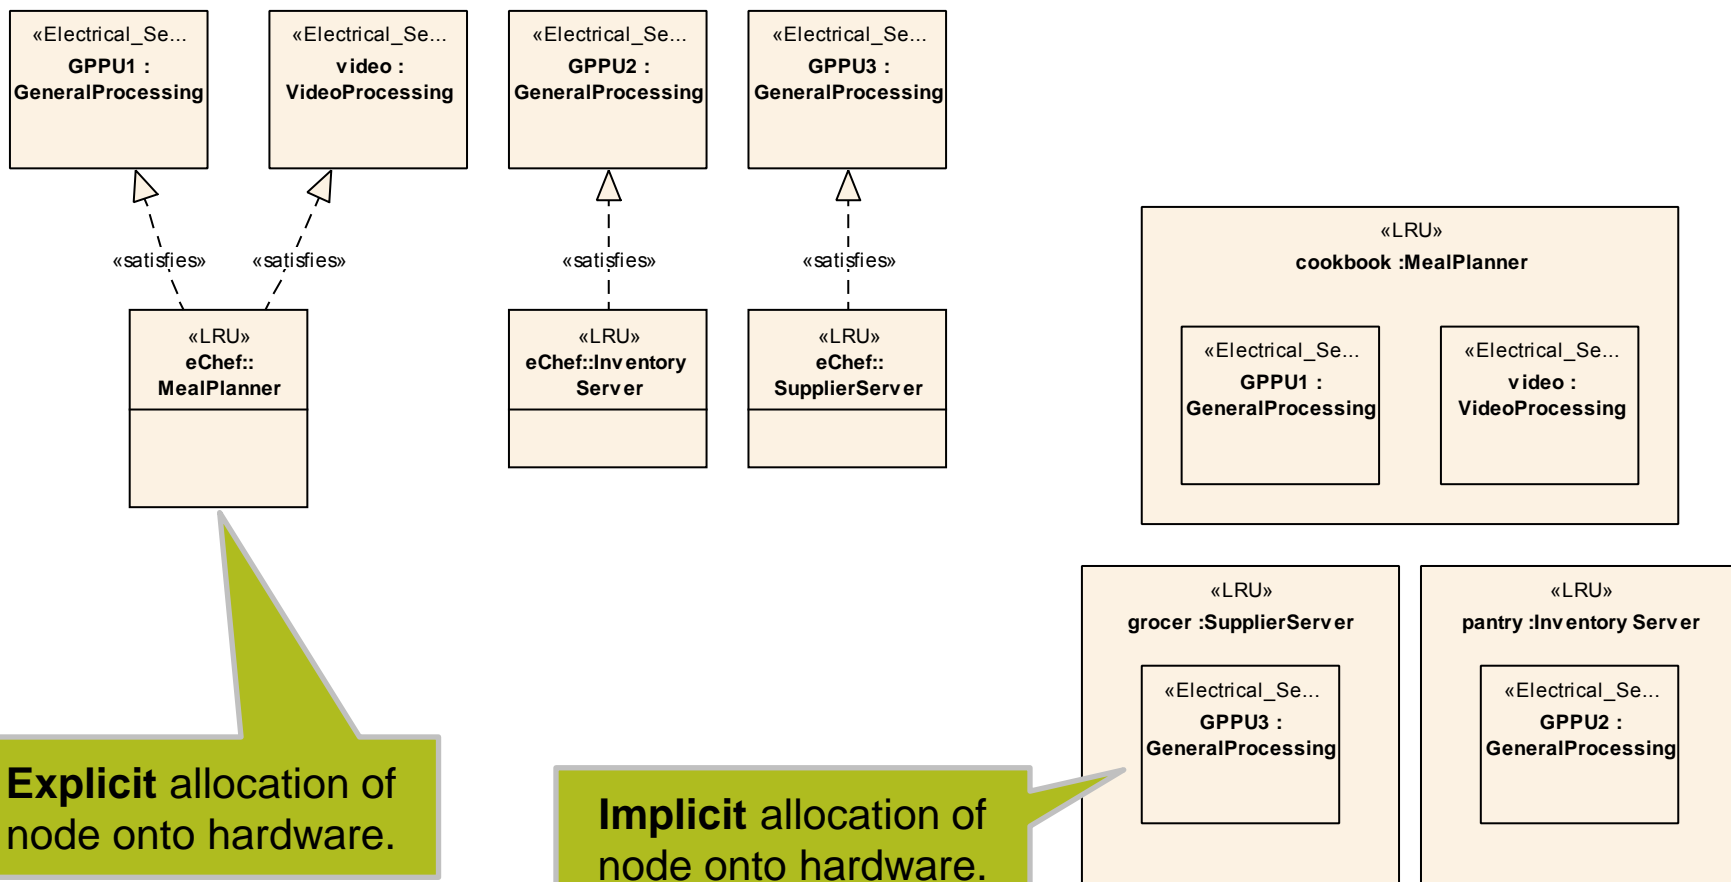 «Electrical_Se...
GPPU1 :
GeneralProcessing
«Electrical_Se...
video :
VideoProcessing
«Electrical_Se...
GPPU2 :
GeneralProcessing
«Electrical_Se...
GPPU3 :
GeneralProcessing
«satisfies»
«satisfies»
«satisfies»
«satisfies»
«LRU»
eChef::
MealPlanner
«LRU»
eChef::Inventory
Server
«LRU»
eChef::
SupplierServer
«LRU»
cookbook :MealPlanner
«Electrical_Se...
GPPU1 :
GeneralProcessing
«Electrical_Se...
video :
VideoProcessing
«LRU»
grocer :SupplierServer
«Electrical_Se...
GPPU3 :
GeneralProcessing
«LRU»
pantry :Inventory Server
«Electrical_Se...
GPPU2 :
GeneralProcessing
Explicit allocation of
node onto hardware.
Implicit allocation of
node onto hardware.